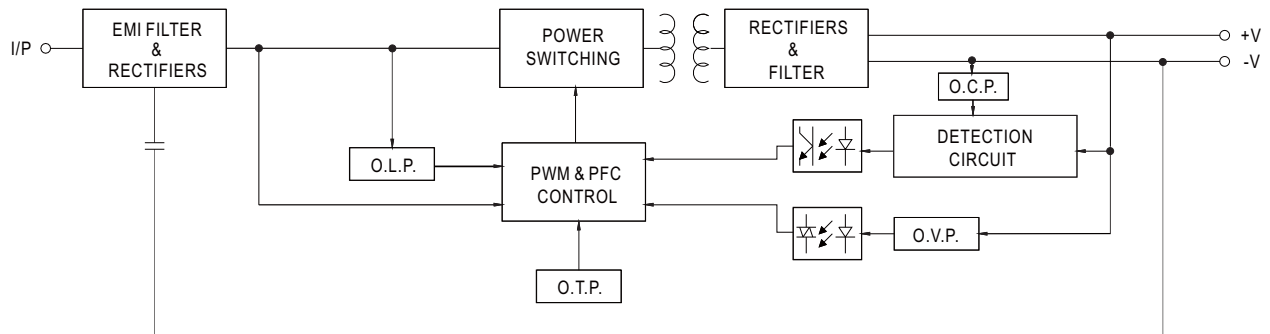 I/P
EMI FILTER
&
RECTIFIERS
POWER
SWITCHING
RECTIFIERS
&
FILTER
+V
-V
O.C.P.
DETECTION
CIRCUIT
O.L.P.
PWM & PFC
CONTROL
O.V.P.
O.T.P.